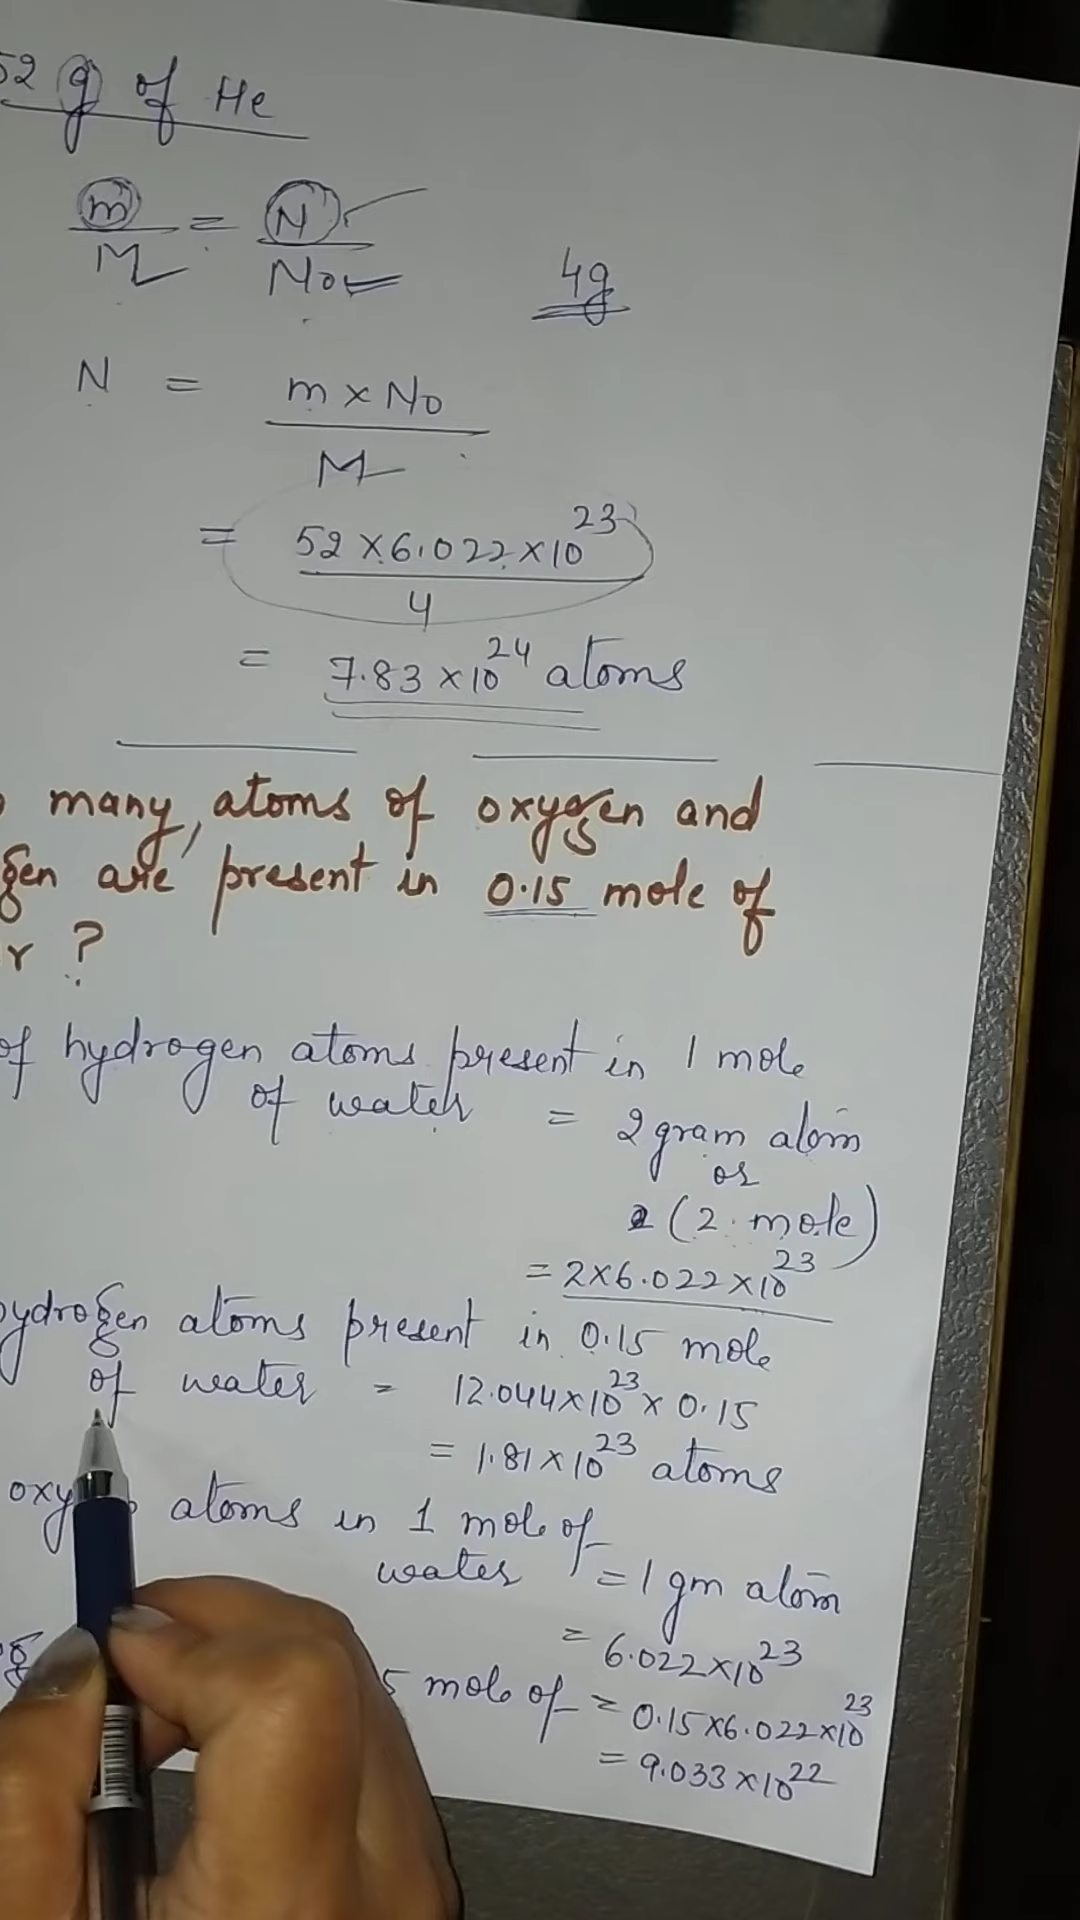 52 g of He
m/M = N/No
4g
N = m × No / M
= 52 × 6.022 × 10^23 / 4
= 7.83 × 10^24 atoms
many, atoms of oxygen and
gen are present in 0.15 mole of
r ?
of hydrogen atoms present in 1 mole
of water = 2 gram atom
or
2 (2 mole)
= 2×6.022×10^23
ydrogen atoms present in 0.15 mole
of water = 12.044×10^23 × 0.15
= 1.81×10^23 atoms
atoms in 1 mole of
water = 1 gm atom
= 6.022×10^23
5 mole of = 0.15×6.022×10^23
= 9.033×10^22